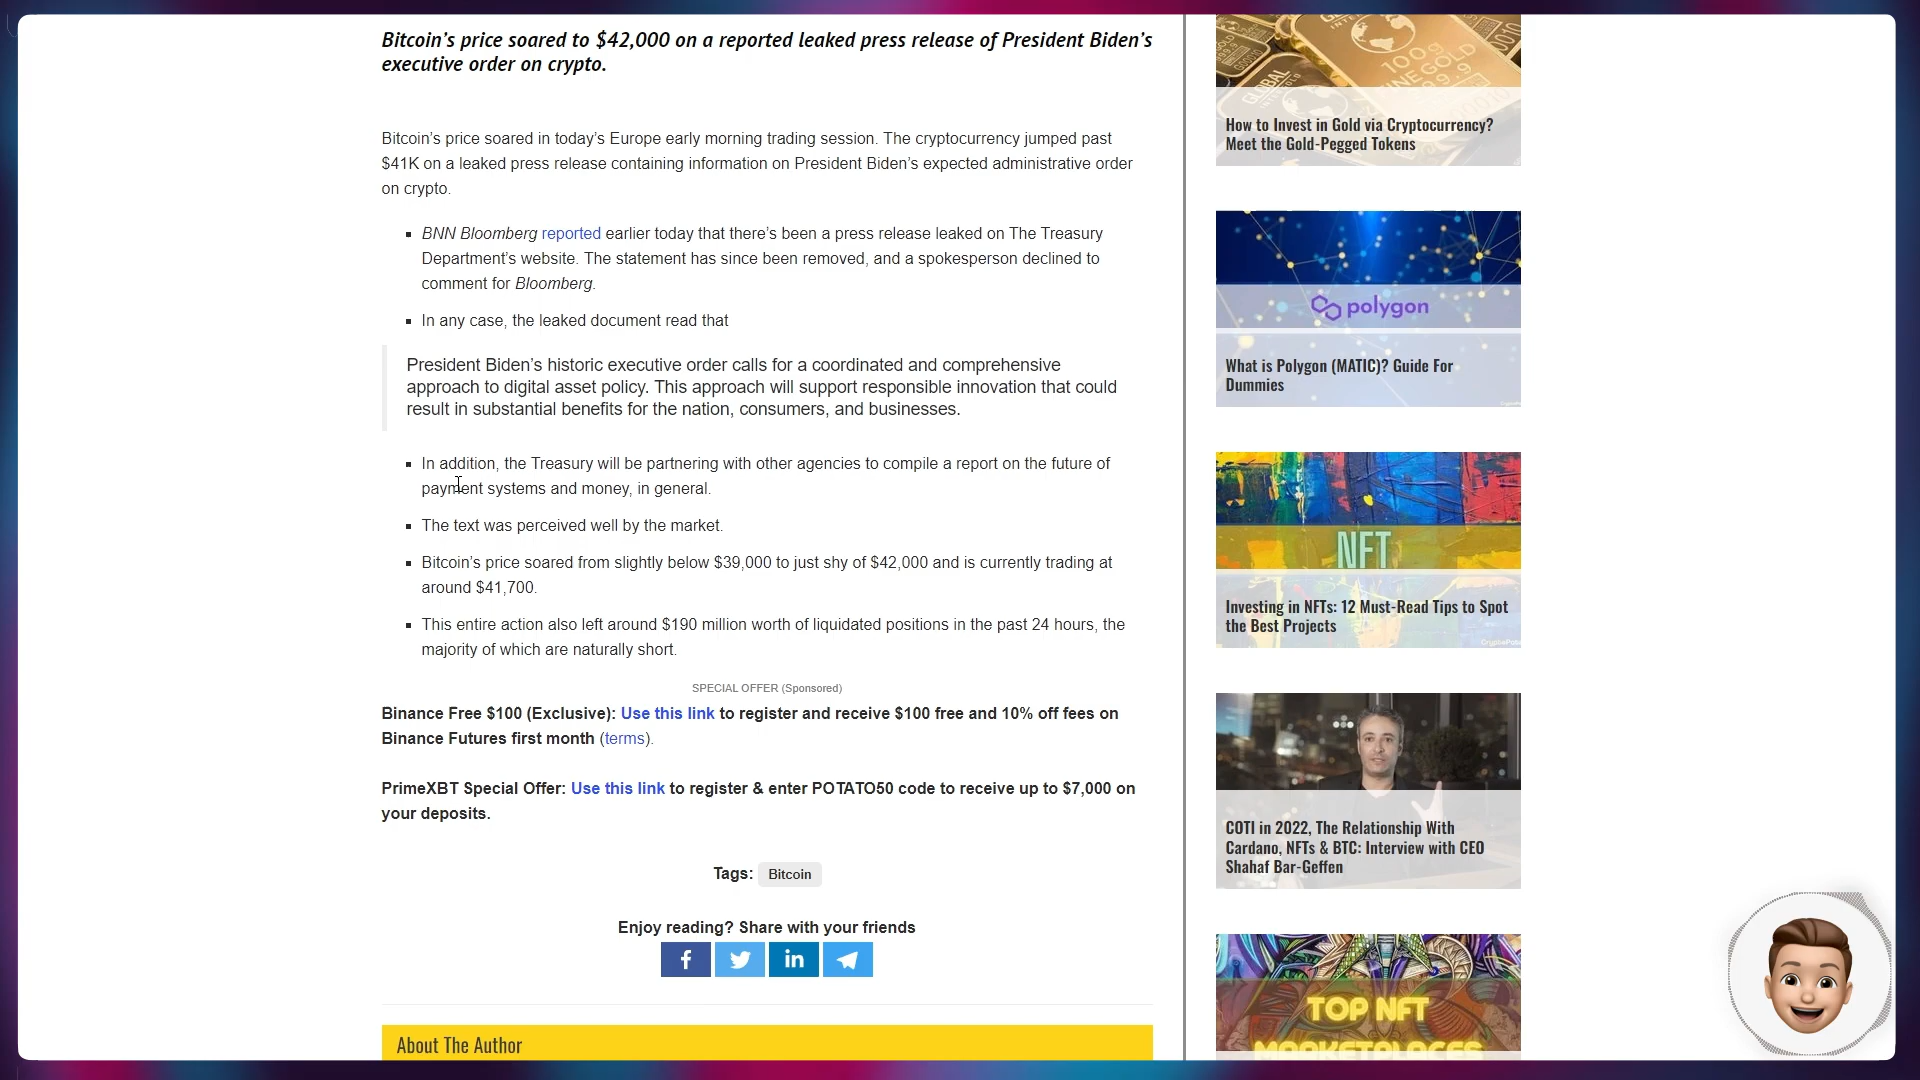 Bitcoin’s price soared to $42,000 on a reported leaked press release of President Biden’s
executive order on crypto.
Bitcoin’s price soared in today’s Europe early morning trading session. The cryptocurrency jumped past
$41K on a leaked press release containing information on President Biden’s expected administrative order
on crypto.
BNN Bloomberg reported earlier today that there’s been a press release leaked on The Treasury
Department’s website. The statement has since been removed, and a spokesperson declined to
comment for Bloomberg.
In any case, the leaked document read that
President Biden’s historic executive order calls for a coordinated and comprehensive
approach to digital asset policy. This approach will support responsible innovation that could
result in substantial benefits for the nation, consumers, and businesses.
In addition, the Treasury will be partnering with other agencies to compile a report on the future of
payment systems and money, in general.
The text was perceived well by the market.
Bitcoin’s price soared from slightly below $39,000 to just shy of $42,000 and is currently trading at
around $41,700.
This entire action also left around $190 million worth of liquidated positions in the past 24 hours, the
majority of which are naturally short.
SPECIAL OFFER (Sponsored)
Binance Free $100 (Exclusive): Use this link to register and receive $100 free and 10% off fees on
Binance Futures first month (terms).
PrimeXBT Special Offer: Use this link to register & enter POTATO50 code to receive up to $7,000 on
your deposits.
Tags: Bitcoin
Enjoy reading? Share with your friends
About The Author
100g
FINE GOLD
999.9
GLOBAL
How to Invest in Gold via Cryptocurrency?
Meet the Gold-Pegged Tokens
polygon
What is Polygon (MATIC)? Guide For
Dummies
NFT
Investing in NFTs: 12 Must-Read Tips to Spot
the Best Projects
COTI in 2022, The Relationship With
Cardano, NFTs & BTC: Interview with CEO
Shahaf Bar-Geffen
TOP NFT
MARKETPLACES